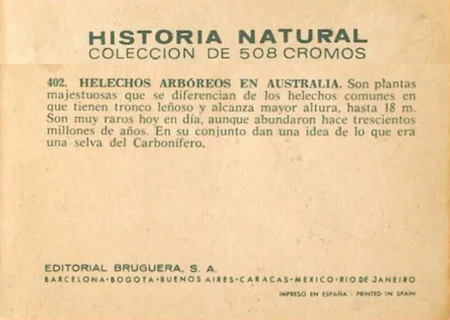 HISTORIA NATURAL
COLECCION DE 508 CROMOS
402. HELECHOS ARBÓREOS EN AUSTRALIA. Son plantas
majestuosas que se diferencian de los helechos comunes en
que tienen tronco leñoso y alcanza mayor altura, hasta 18 m.
Son muy raros hoy en día, aunque abundaron hace trescientos
millones de años. En su conjunto dan una idea de lo que era
una selva del Carbonífero.
EDITORIAL BRUGUERA, S. A.
BARCELONA•BOGOTA•BUENOS AIRES•CARACAS•MEXICO•RIO DE JANEIRO
IMPRESO EN ESPAÑA - PRINTED IN SPAIN